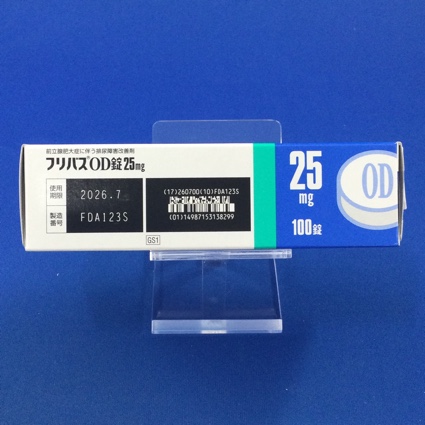 前立腺肥大症に伴う排尿障害改善剤
フリバスOD錠25mg
使用
期限
2026.7
製造
番号
FDA123S
(17)260700(10)FDA123S
(01)14987153138299
GS1
25
mg
100錠
OD